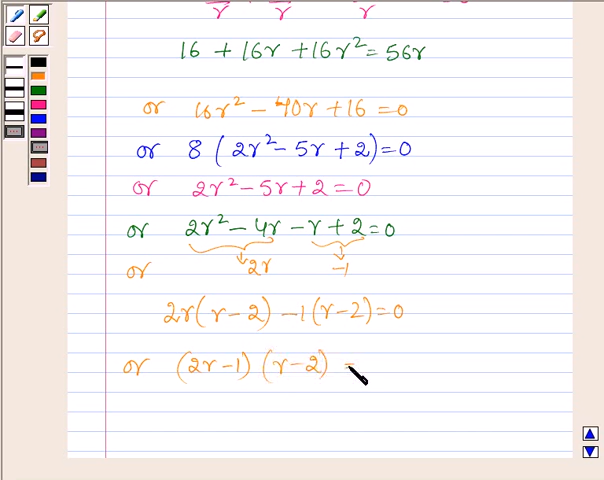 r r r
16 + 16r + 16r² = 56r
or 16r² - 40r + 16 = 0
or 8 ( 2r² - 5r + 2 ) = 0
or 2r² - 5r + 2 = 0
or 2r² - 4r - r + 2 = 0
or 2r -1
2r ( r - 2 ) - 1 ( r - 2 ) = 0
or ( 2r - 1 ) ( r - 2 ) =